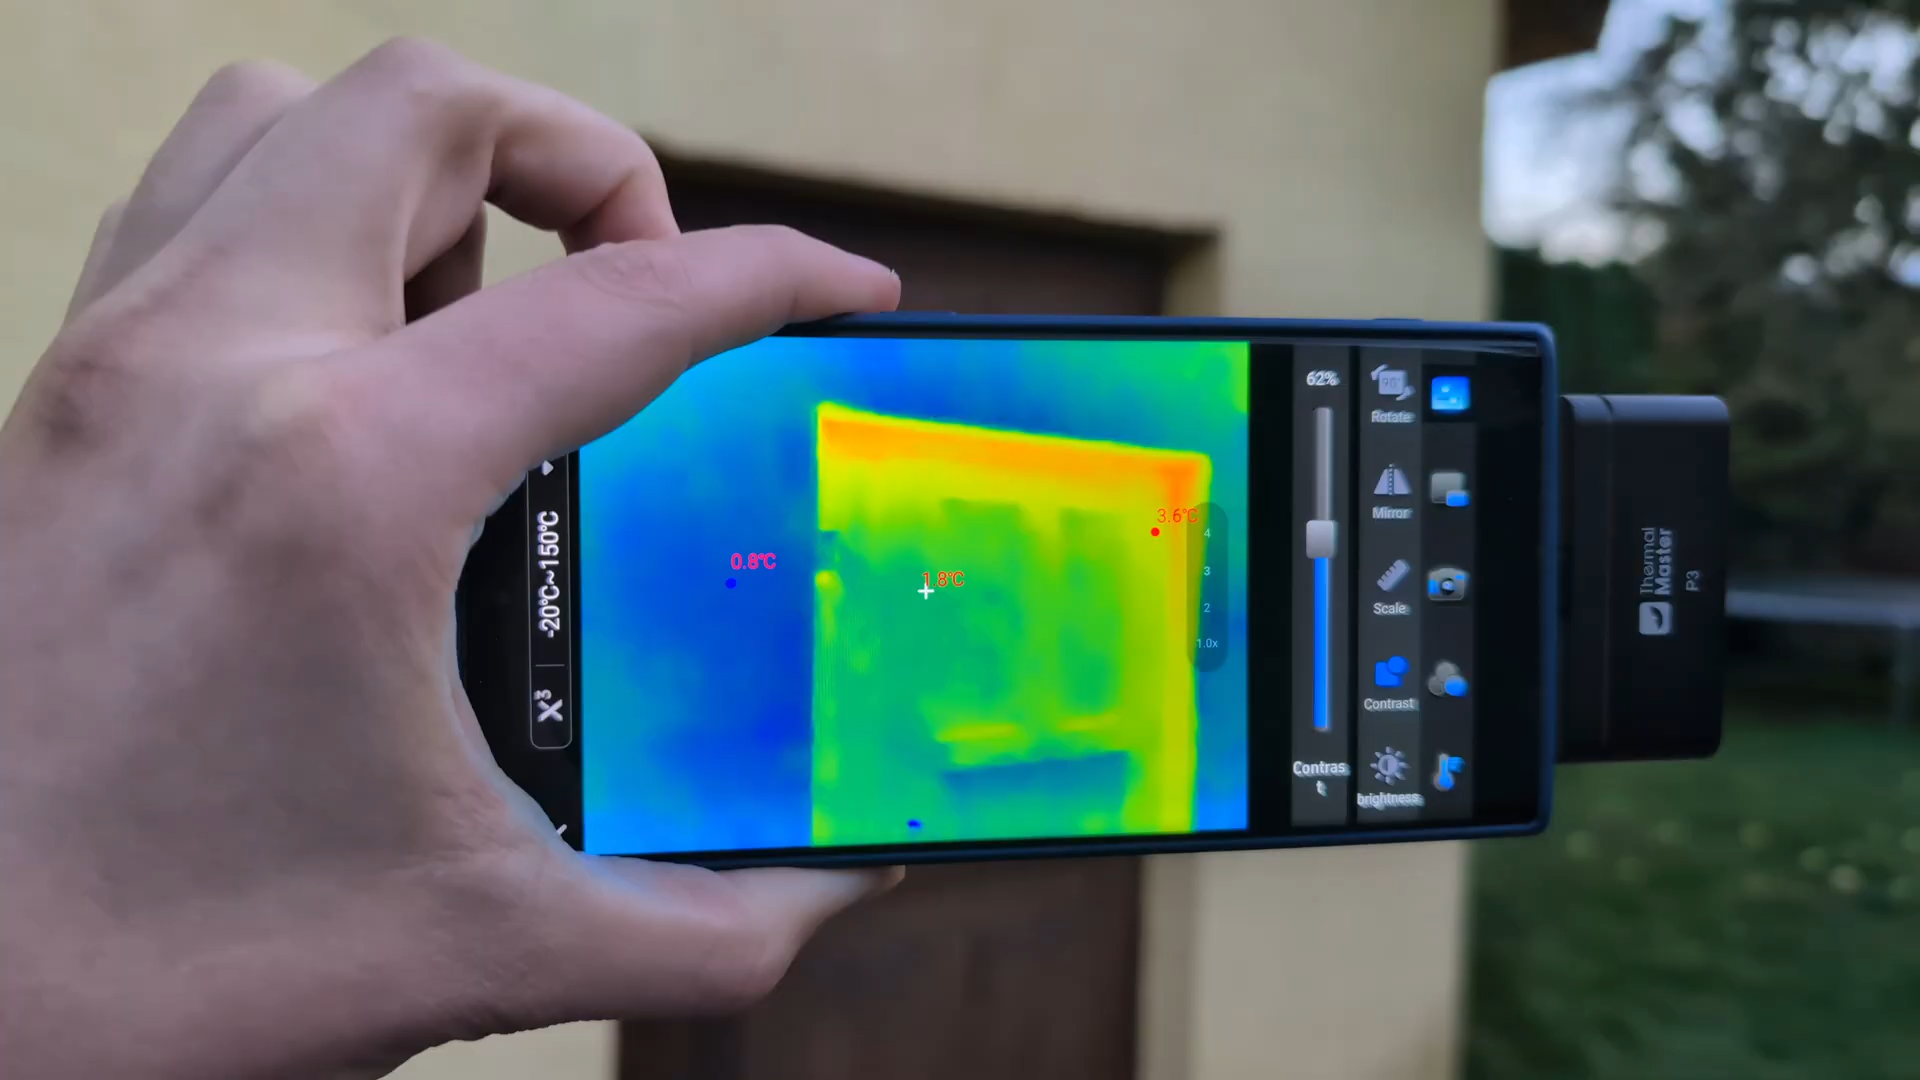 X³ | -20℃~150℃
0.8℃
1.8℃
3.6℃
4
3
2
1.0x
62%
Contras
t
Rotate
Mirror
Scale
Contrast
brightness
Thermal
Master
P3